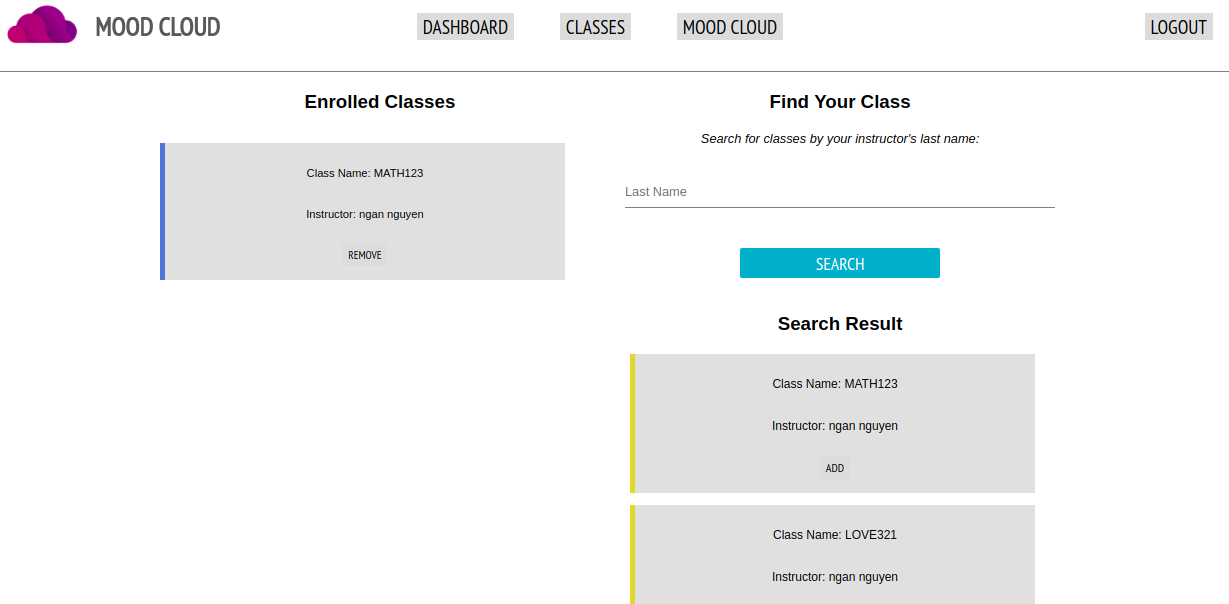 MOOD CLOUD
DASHBOARD
CLASSES
MOOD CLOUD
LOGOUT
Enrolled Classes
Class Name: MATH123
Instructor: ngan nguyen
REMOVE
Find Your Class
Search for classes by your instructor's last name:
Last Name
SEARCH
Search Result
Class Name: MATH123
Instructor: ngan nguyen
ADD
Class Name: LOVE321
Instructor: ngan nguyen